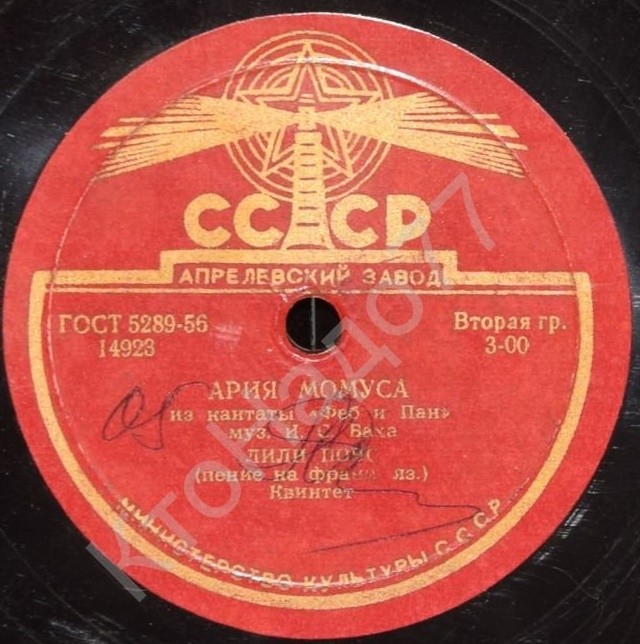 СССР
АПРЕЛЕВСКИЙ ЗАВОД
ГОСТ 5289-56
14923
Вторая гр.
3-00
АРИЯ МОМУСА
из кантаты «Феб и Пан»
муз. И. С. Баха
ЛИЛИ ПОНС
(пение на франц. яз.)
Квинтет
МИНИСТЕРСТВО КУЛЬТУРЫ СССР